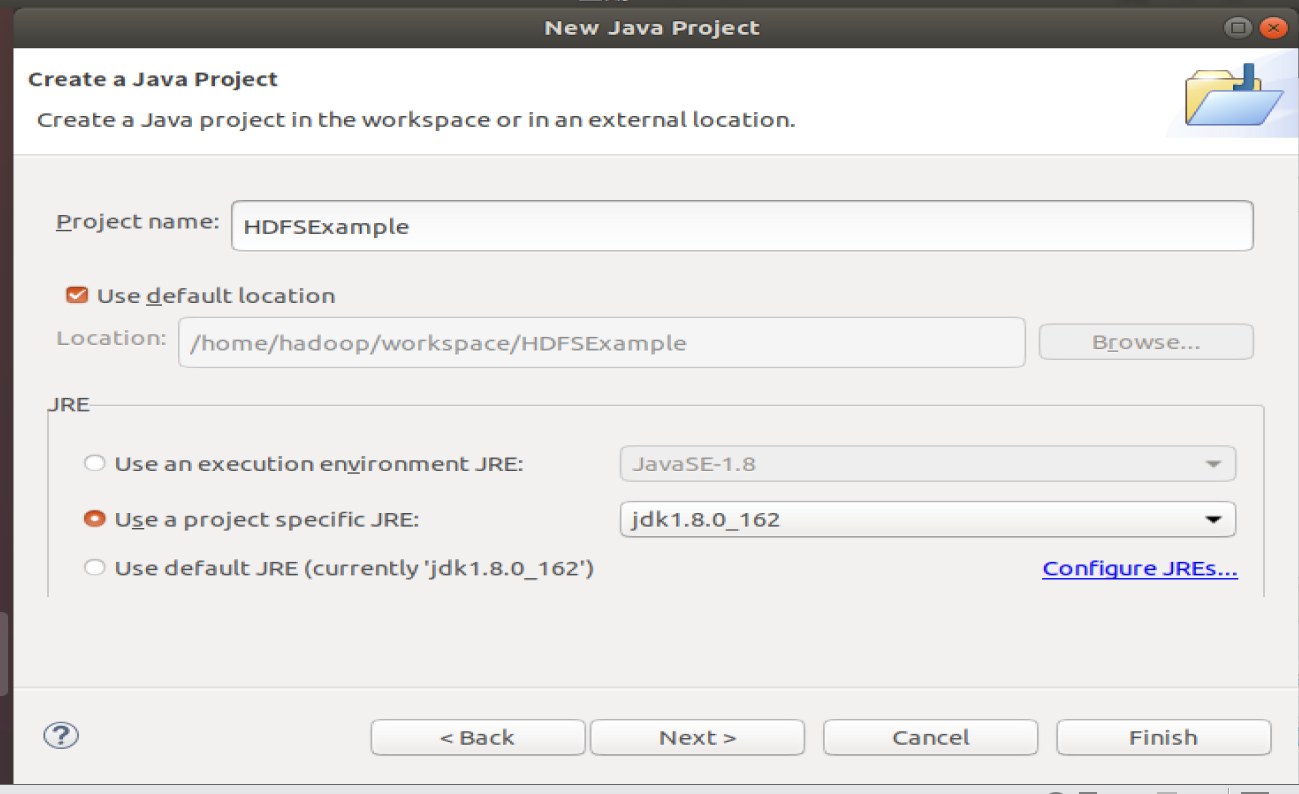 New Java Project
Create a Java Project
Create a Java project in the workspace or in an external location.
Project name: HDFSExample
Use default location
Location: /home/hadoop/workspace/HDFSExample Browse...
JRE
Use an execution environment JRE: JavaSE-1.8
Use a project specific JRE: jdk1.8.0_162
Use default JRE (currently 'jdk1.8.0_162') Configure JREs...
? < Back Next > Cancel Finish